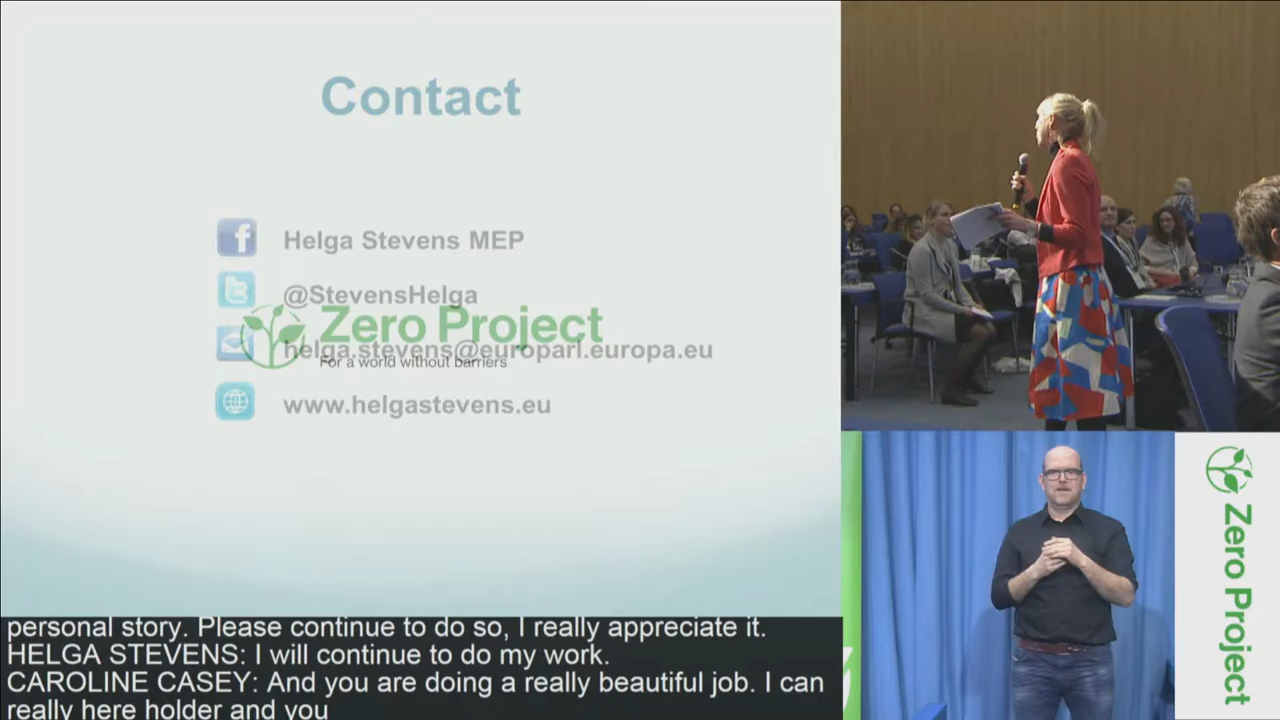 Contact
Helga Stevens MEP
@StevensHelga
Zero Project
helga.stevens@europarl.europa.eu
For a world without barriers
www.helgastevens.eu
personal story. Please continue to do so, I really appreciate it.
HELGA STEVENS: I will continue to do my work.
CAROLINE CASEY: And you are doing a really beautiful job. I can
really here holder and you
Zero Project